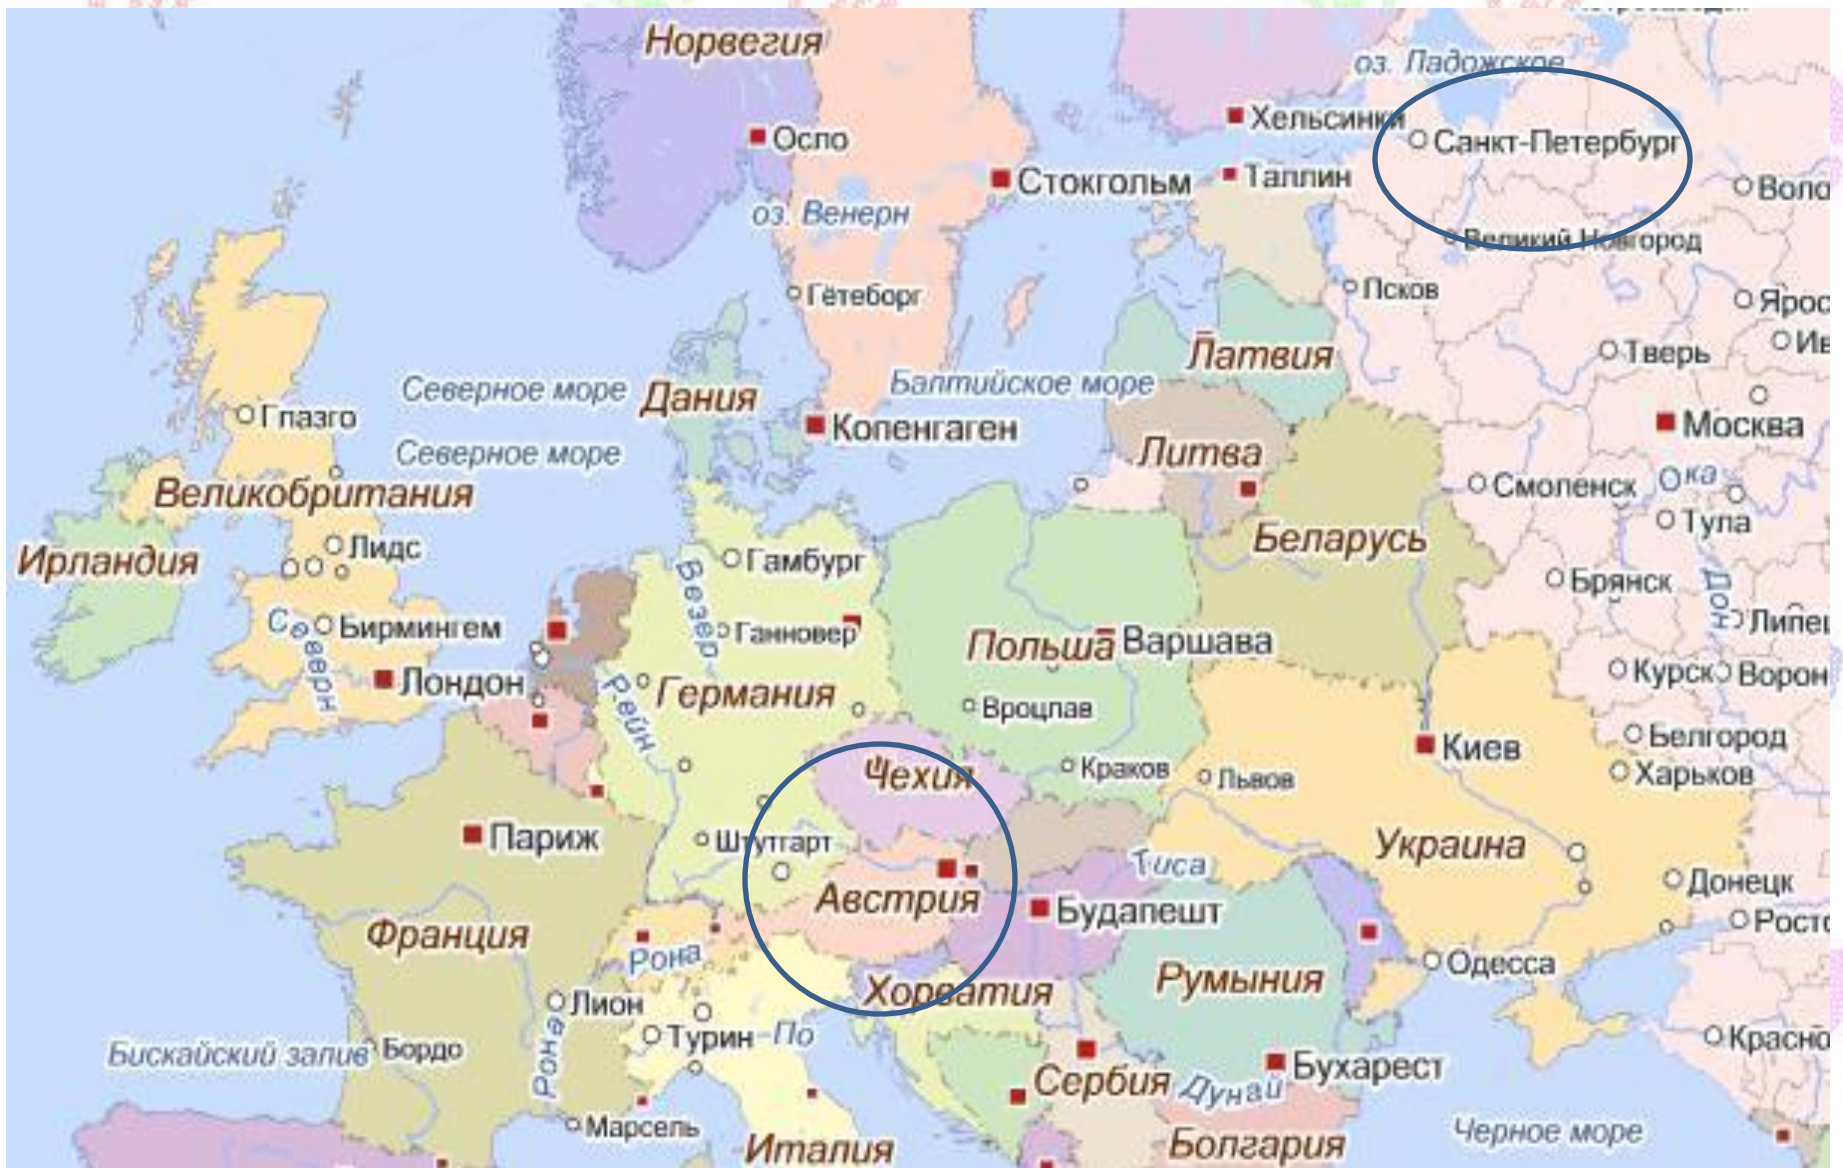 Норвегия
оз. Ладожское
Хельсинки
Осло
Санкт-Петербург
Стокгольм
Таллин
Воло
оз. Венерн
Великий Новгород
Гётеборг
Псков
Ярос
Латвия
Тверь
Ив
Северное море
Дания
Балтийское море
Глазго
Копенгаген
Москва
Северное море
Литва
Великобритания
Смоленск
Ока
Тула
Ирландия
Лидс
Гамбург
Везер
Беларусь
Брянск
Дон
Северн
Бирмингем
Ганновер
Польша
Варшава
Липец
Лондон
Рейн
Германия
Вроцлав
Курск
Ворон
Киев
Белгород
Чехия
Краков
Львов
Харьков
Париж
Штутгарт
Тиса
Украина
Австрия
Будапешт
Донецк
Франция
Рона
Росто
Одесса
Хорватия
Румыния
Лион
Турин
По
Рона
Бискайский залив
Бордо
Красно
Сербия
Дунай
Бухарест
Марсель
Италия
Болгария
Черное море